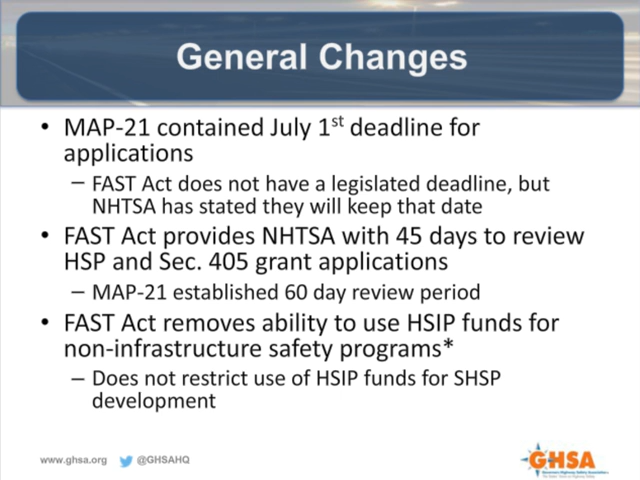 General Changes
• MAP-21 contained July 1st deadline for
applications
– FAST Act does not have a legislated deadline, but
NHTSA has stated they will keep that date
• FAST Act provides NHTSA with 45 days to review
HSP and Sec. 405 grant applications
– MAP-21 established 60 day review period
• FAST Act removes ability to use HSIP funds for
non-infrastructure safety programs*
– Does not restrict use of HSIP funds for SHSP
development
www.ghsa.org @GHSAHQ
GHSA
Governors Highway Safety Association